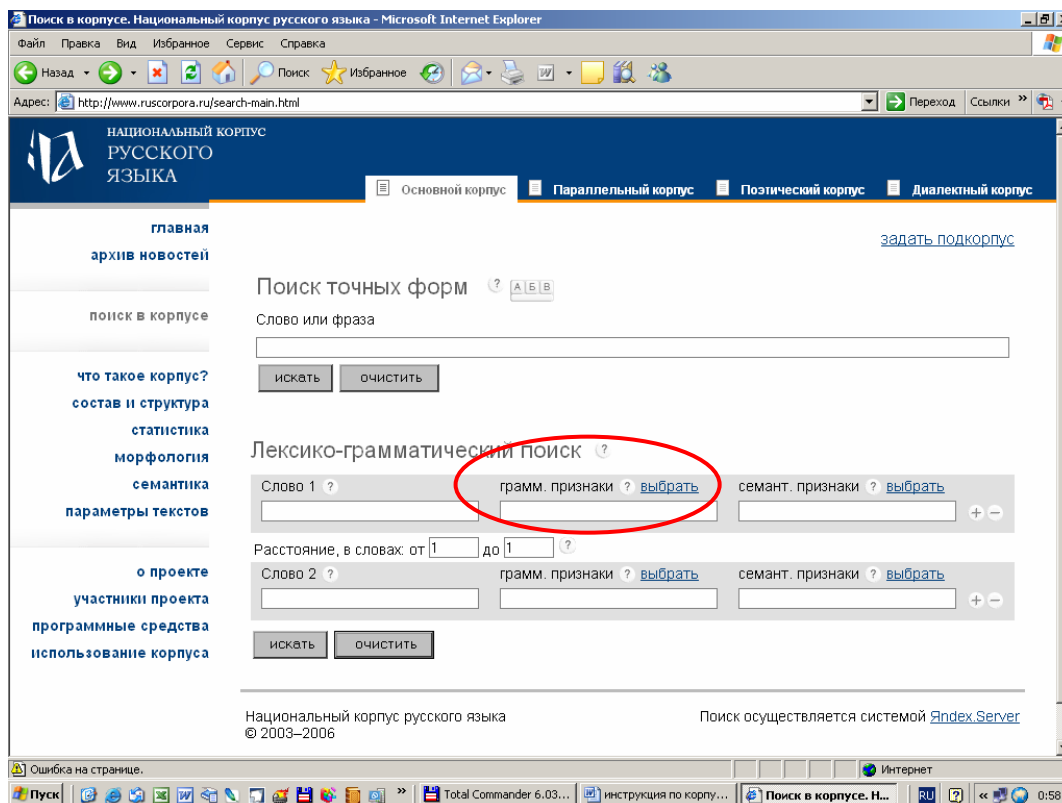 Поиск в корпусе. Национальный корпус русского языка - Microsoft Internet Explorer
Файл Правка Вид Избранное Сервис Справка
Назад Поиск Избранное
Адрес: http://www.ruscorpora.ru/search-main.html Переход Ссылки »
НАЦИОНАЛЬНЫЙ КОРПУС
РУССКОГО
ЯЗЫКА
Основной корпус Параллельный корпус Поэтический корпус Диалектный корпус
главная
архив новостей
поиск в корпусе
что такое корпус?
состав и структура
статистика
морфология
семантика
параметры текстов
о проекте
участники проекта
программные средства
использование корпуса
задать подкорпус
Поиск точных форм ? А Б В
Слово или фраза
искать очистить
Лексико-грамматический поиск ?
Слово 1 ? грамм. признаки ? выбрать семант. признаки ? выбрать
Расстояние, в словах: от 1 до 1 ?
Слово 2 ? грамм. признаки ? выбрать семант. признаки ? выбрать
искать очистить
Национальный корпус русского языка Поиск осуществляется системой Яndex.Server
© 2003–2006
Ошибка на странице. Интернет
Пуск » Total Commander 6.03... инструкция по корпу... Поиск в корпусе. Н... RU ? « 0:58